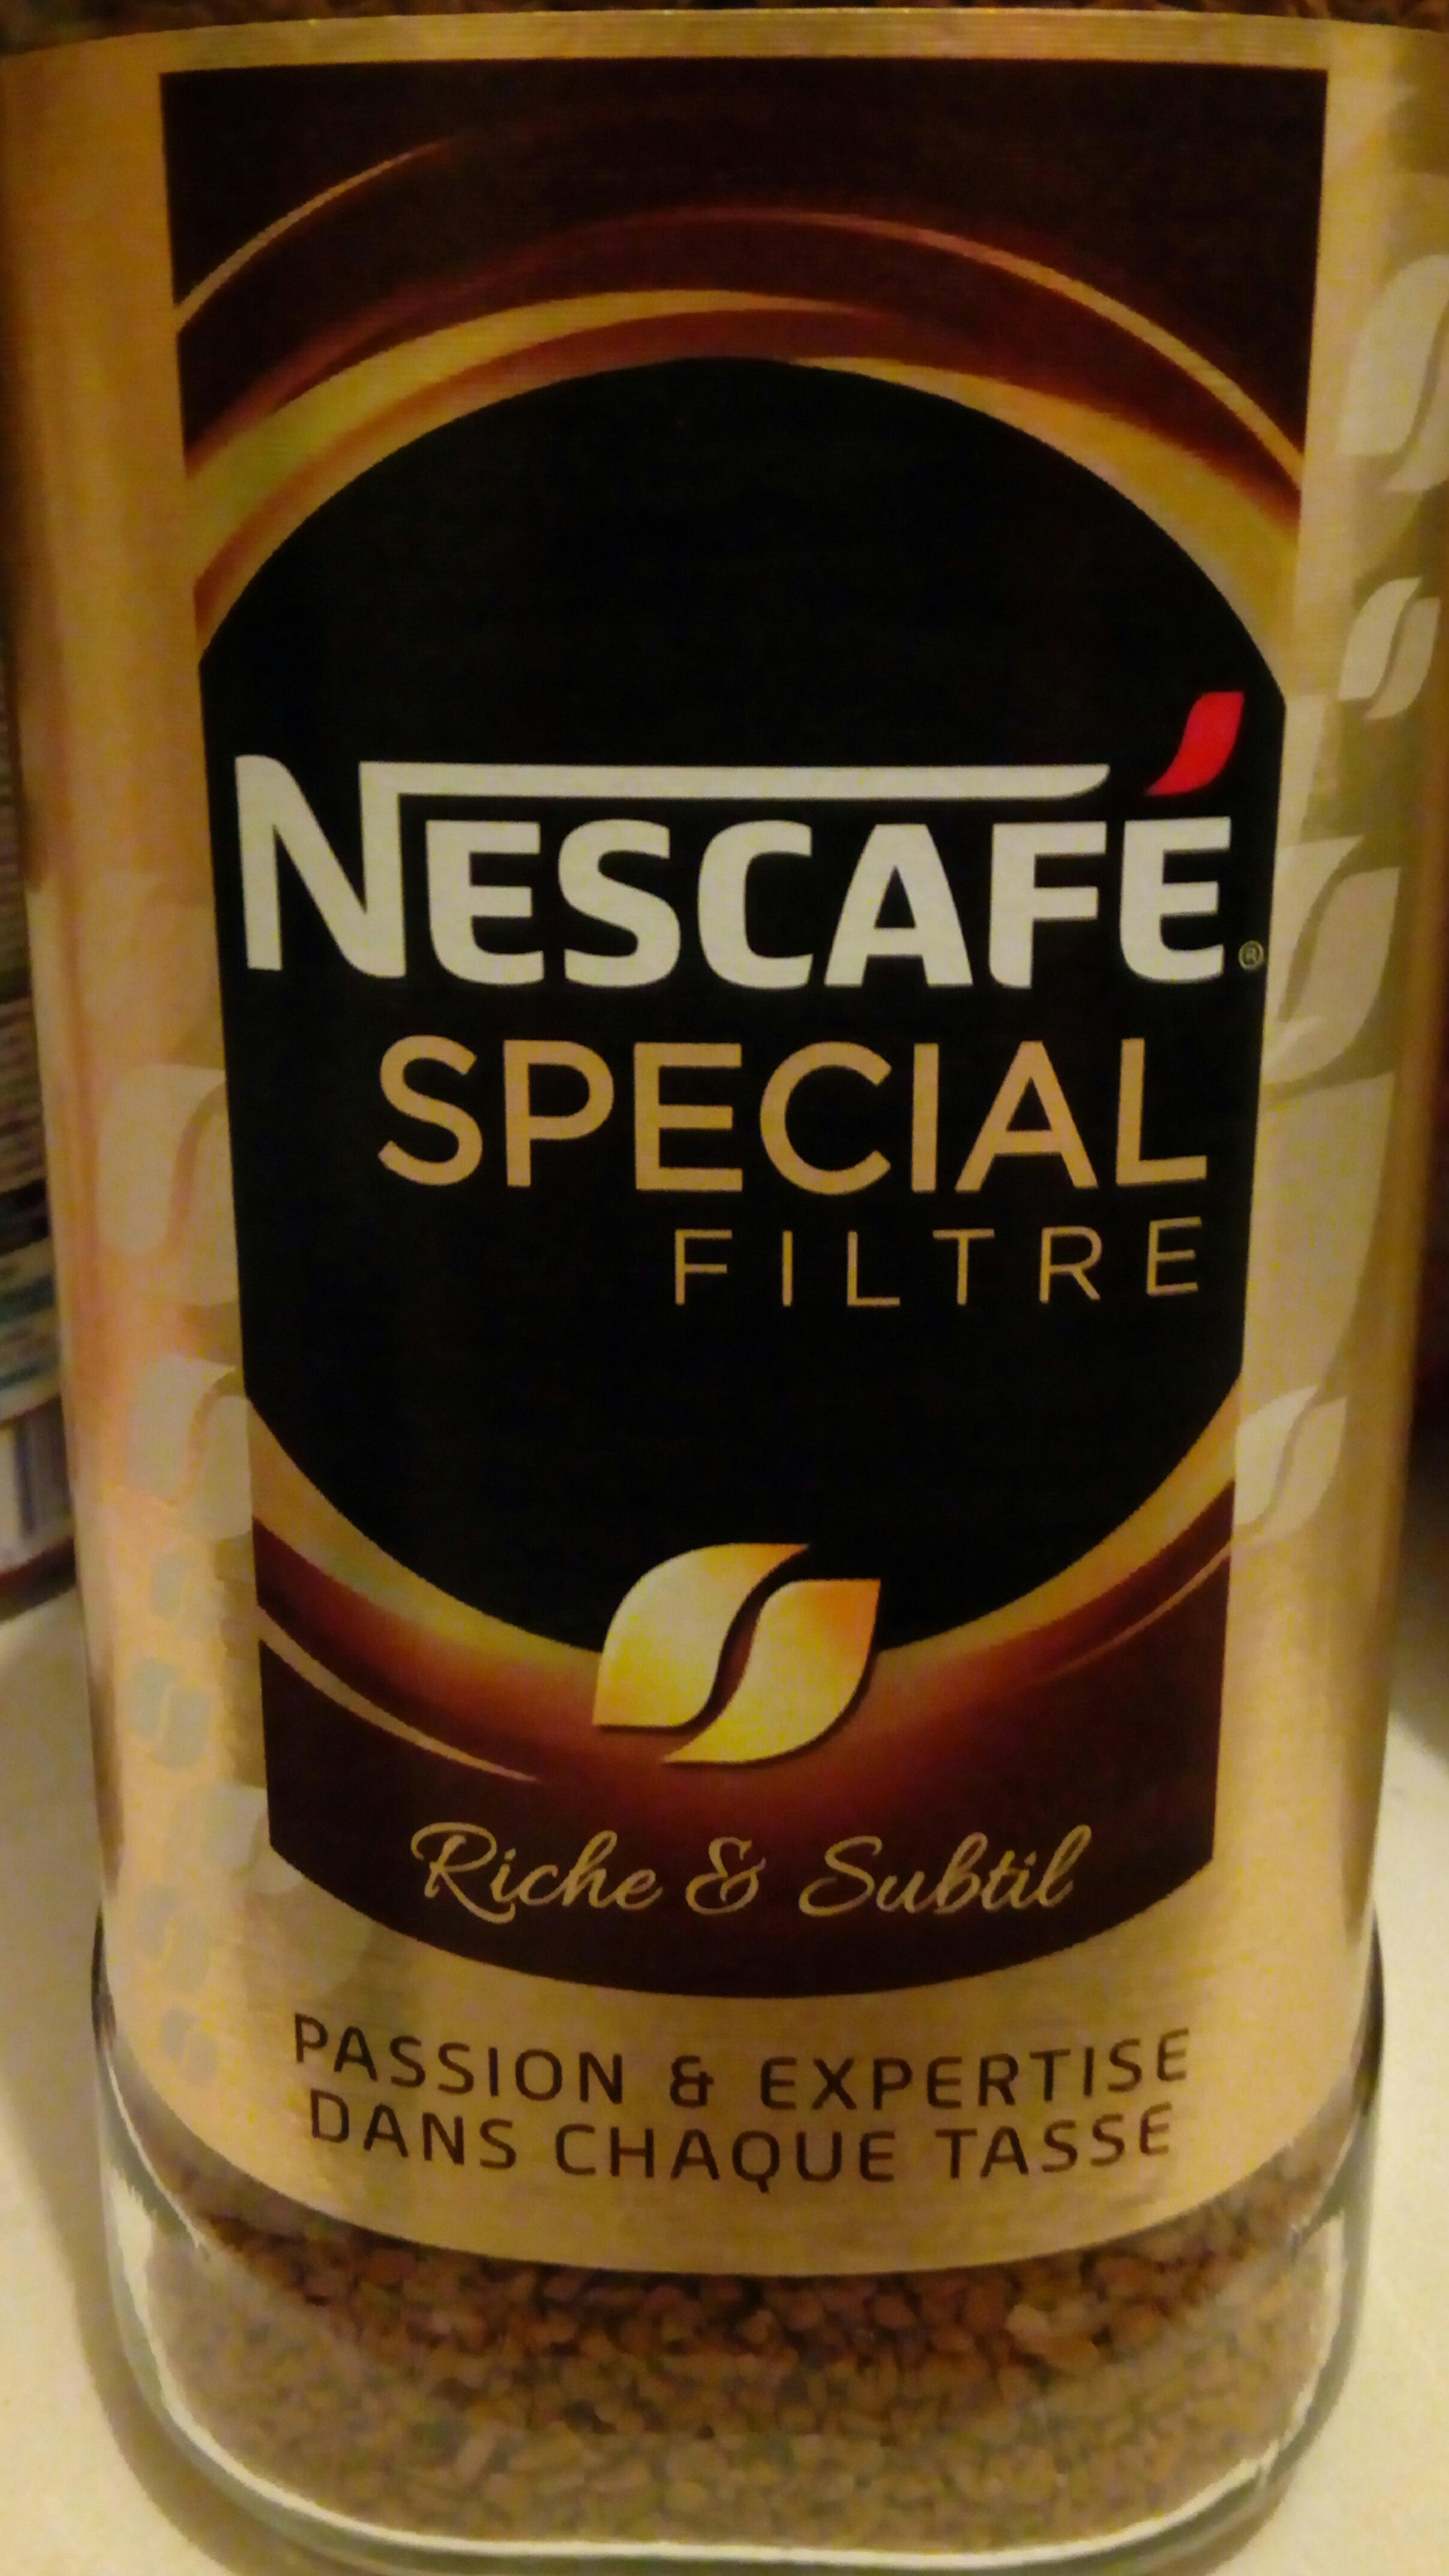 NESCAFÉ®
SPECIAL
FILTRE
Riche & Subtil
PASSION & EXPERTISE
DANS CHAQUE TASSE